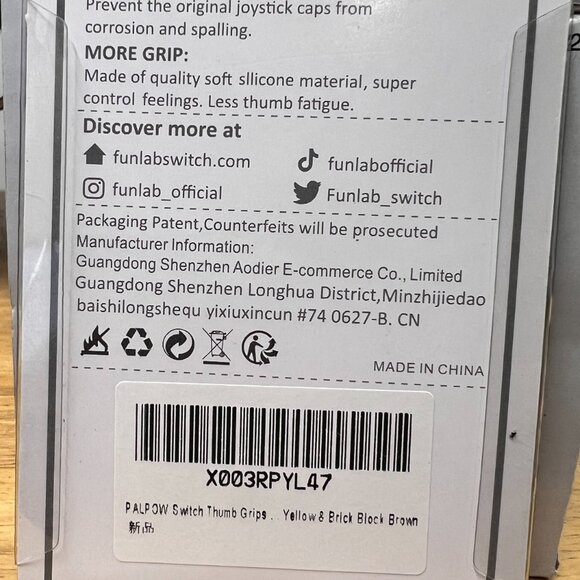 Prevent the original joystick caps from
corrosion and spalling.
MORE GRIP:
Made of quality soft sllicone material, super
control feelings. Less thumb fatigue.
Discover more at
funlabswitch.com
funlabofficial
funlab_official
Funlab_switch
Packaging Patent,Counterfeits will be prosecuted
Manufacturer Information:
Guangdong Shenzhen Aodier E-commerce Co., Limited
Guangdong Shenzhen Longhua District,Minzhijiedao
baishilongshequ yixiuxincun #74 0627-B. CN
MADE IN CHINA
X003RPYL47
PALPOW Switch Thumb Grips , Yellow & Brick Block Brown
新品